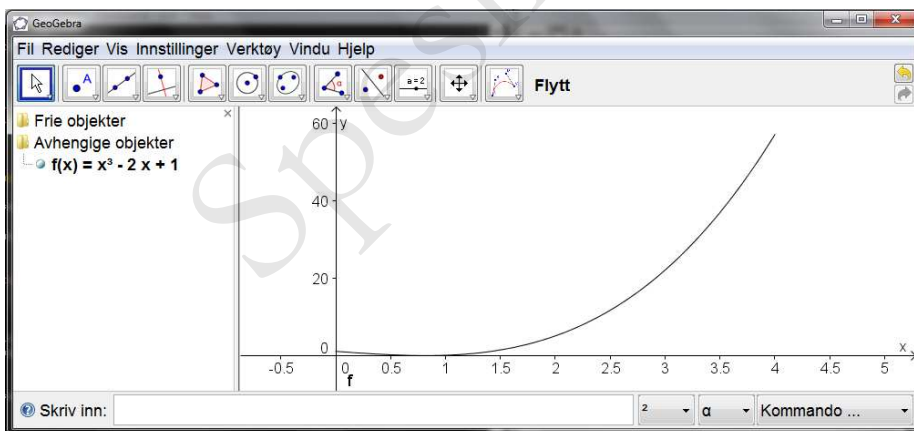 GeoGebra
Fil Rediger Vis Innstillinger Verktøy Vindu Hjelp
A α a=2 Flytt
Frie objekter
Avhengige objekter
f(x) = x³ - 2 x + 1
60 y
40
20
0
-0.5 0 0.5 1 1.5 2 2.5 3 3.5 4 4.5 5 x
f
Skriv inn: ² α Kommando ...